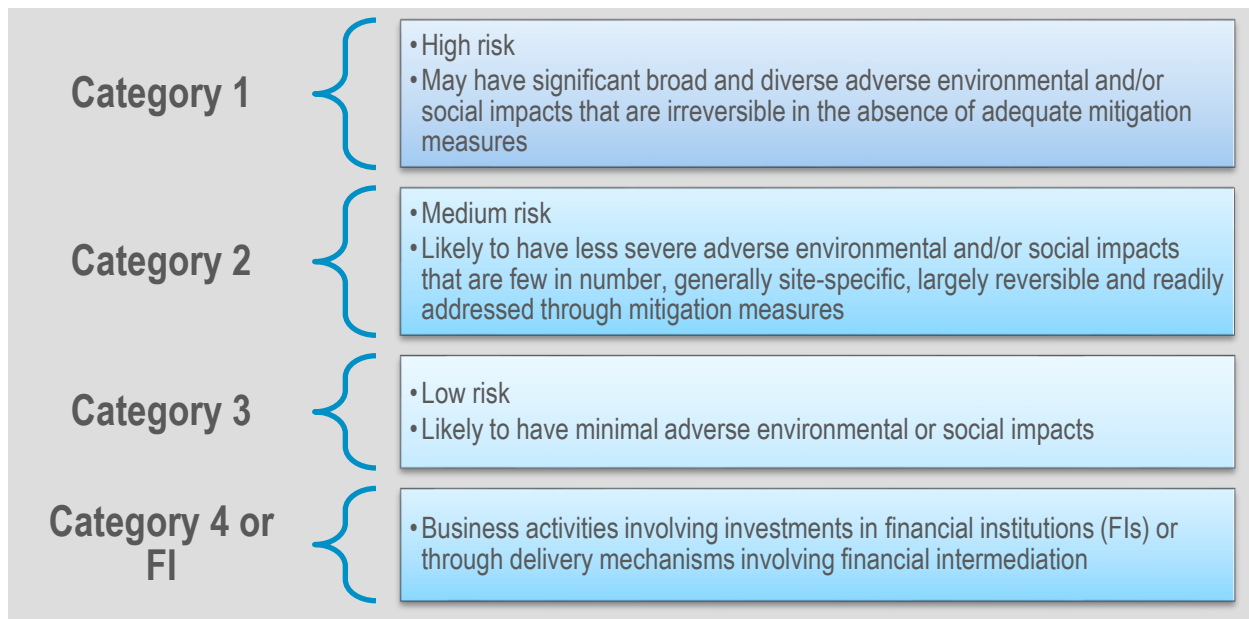 Category 1
• High risk
• May have significant broad and diverse adverse environmental and/or
social impacts that are irreversible in the absence of adequate mitigation
measures
Category 2
• Medium risk
• Likely to have less severe adverse environmental and/or social impacts
that are few in number, generally site-specific, largely reversible and readily
addressed through mitigation measures
Category 3
• Low risk
• Likely to have minimal adverse environmental or social impacts
Category 4 or
FI
• Business activities involving investments in financial institutions (FIs) or
through delivery mechanisms involving financial intermediation